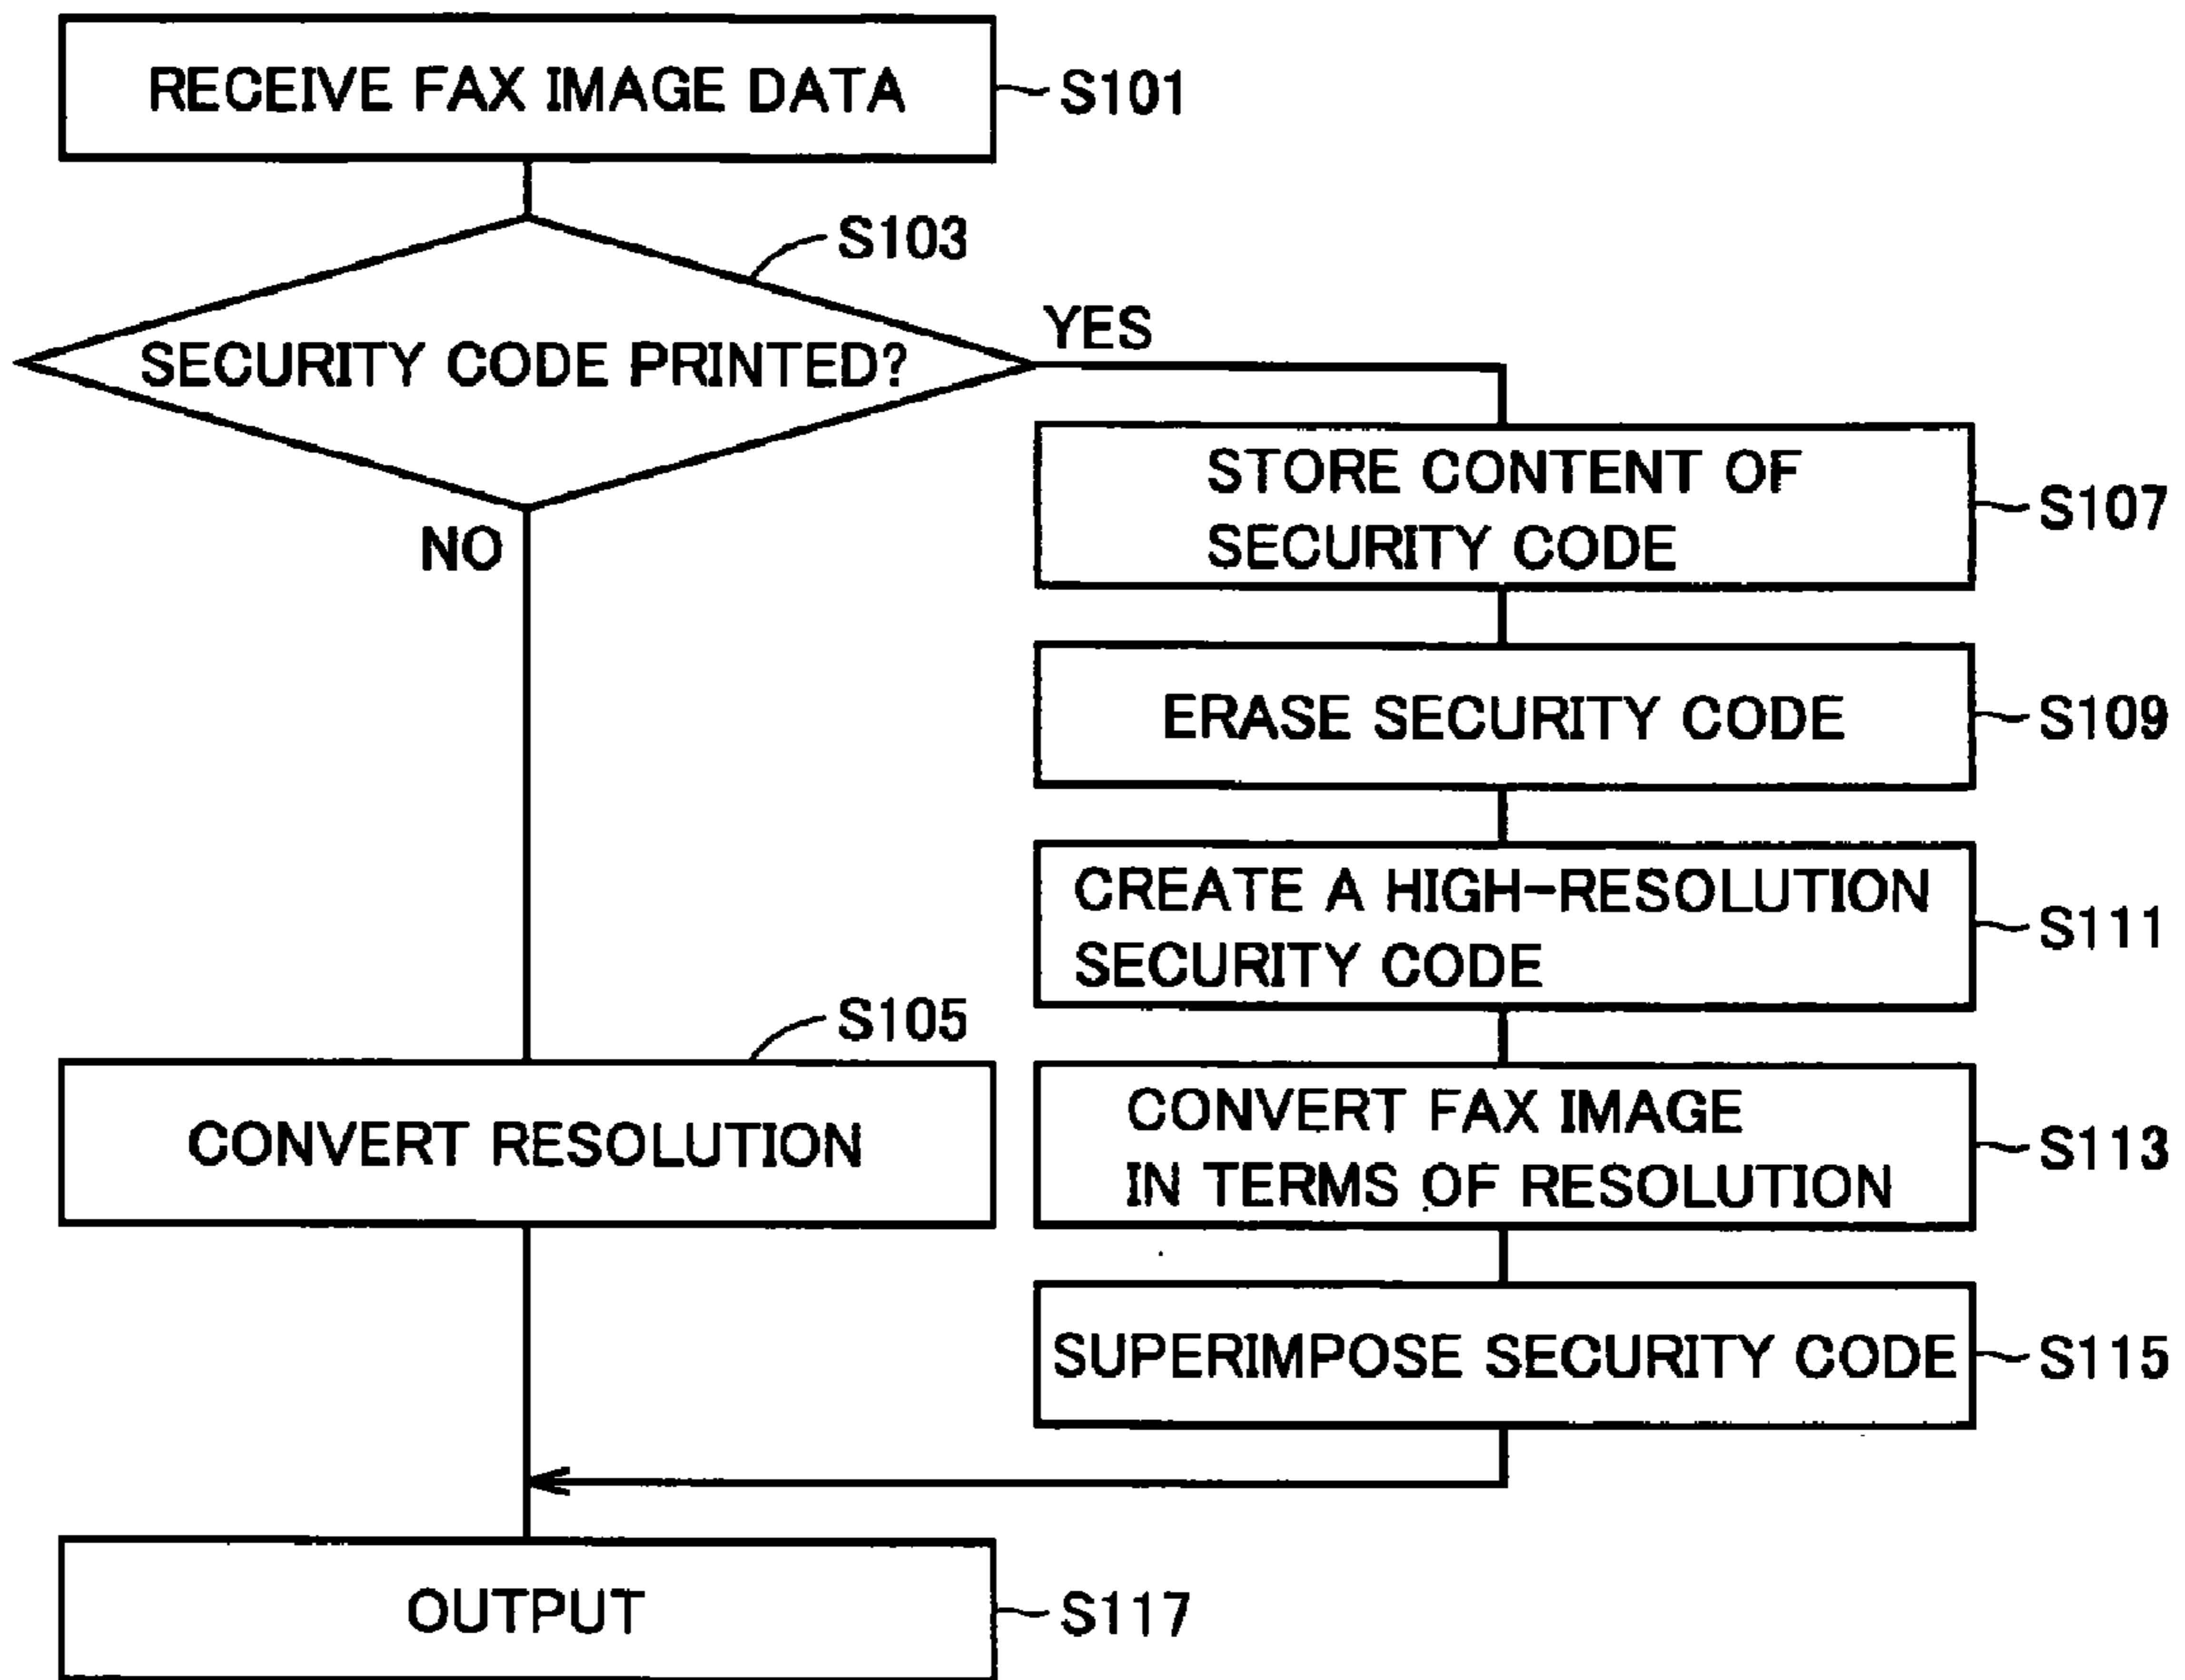 RECEIVE FAX IMAGE DATA
S101
S103
SECURITY CODE PRINTED?
YES
NO
STORE CONTENT OF
SECURITY CODE
S107
ERASE SECURITY CODE
S109
CREATE A HIGH-RESOLUTION
SECURITY CODE
S111
S105
CONVERT RESOLUTION
CONVERT FAX IMAGE
IN TERMS OF RESOLUTION
S113
SUPERIMPOSE SECURITY CODE
S115
OUTPUT
S117